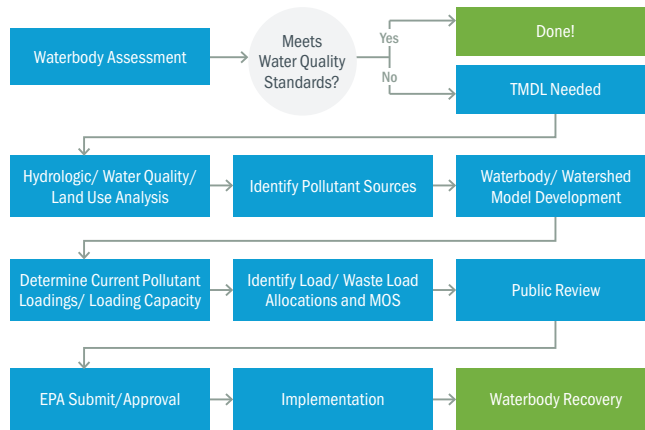 Waterbody Assessment
Meets
Water Quality
Standards?
Yes
No
Done!
TMDL Needed
Hydrologic/ Water Quality/
Land Use Analysis
Identify Pollutant Sources
Waterbody/ Watershed
Model Development
Determine Current Pollutant
Loadings/ Loading Capacity
Identify Load/ Waste Load
Allocations and MOS
Public Review
EPA Submit/Approval
Implementation
Waterbody Recovery